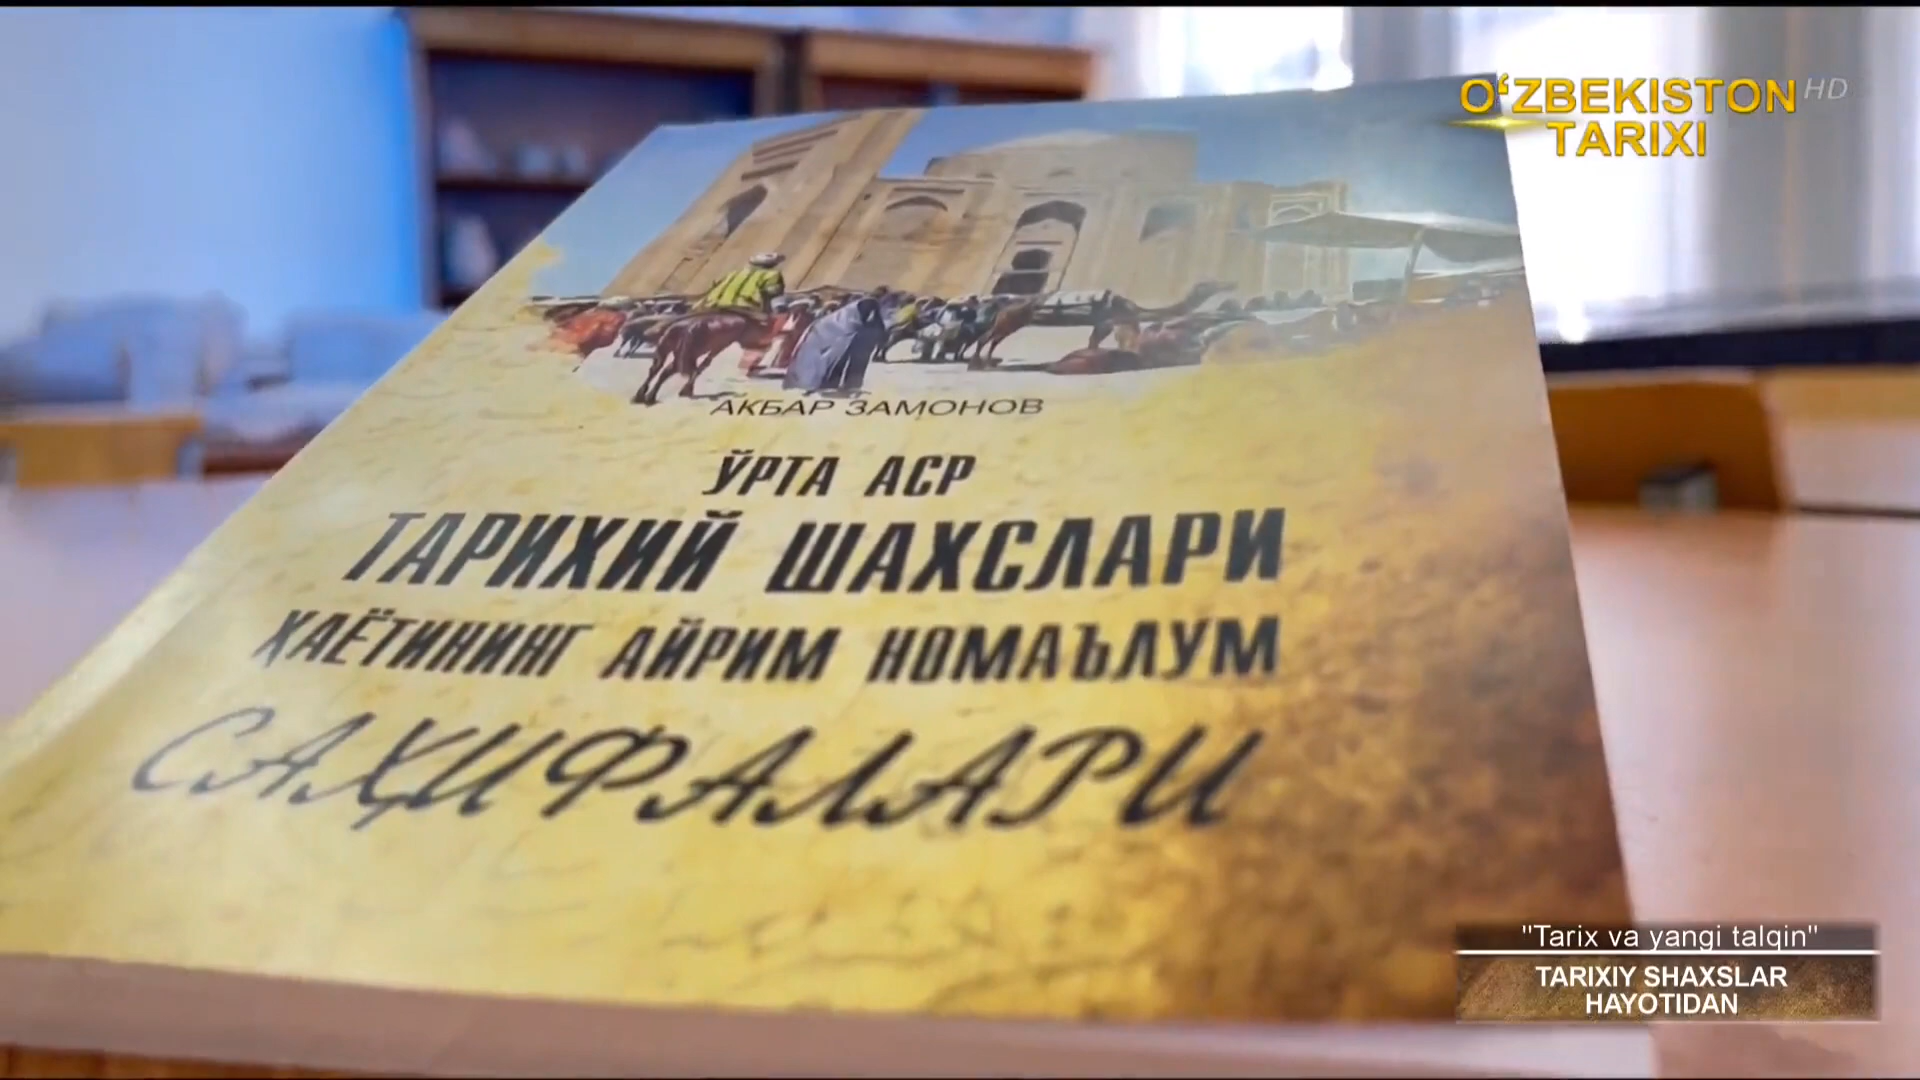 O‘ZBEKISTON HD
TARIXI
АКБАР ЗАМОНОВ
ЎРТА АСР
ТАРИХИЙ ШАХСЛАРИ
ҲАЁТИНИНГ АЙРИМ НОМАЪЛУМ
САҲИФАЛАРИ
"Tarix va yangi talqin"
TARIXIY SHAXSLAR
HAYOTIDAN